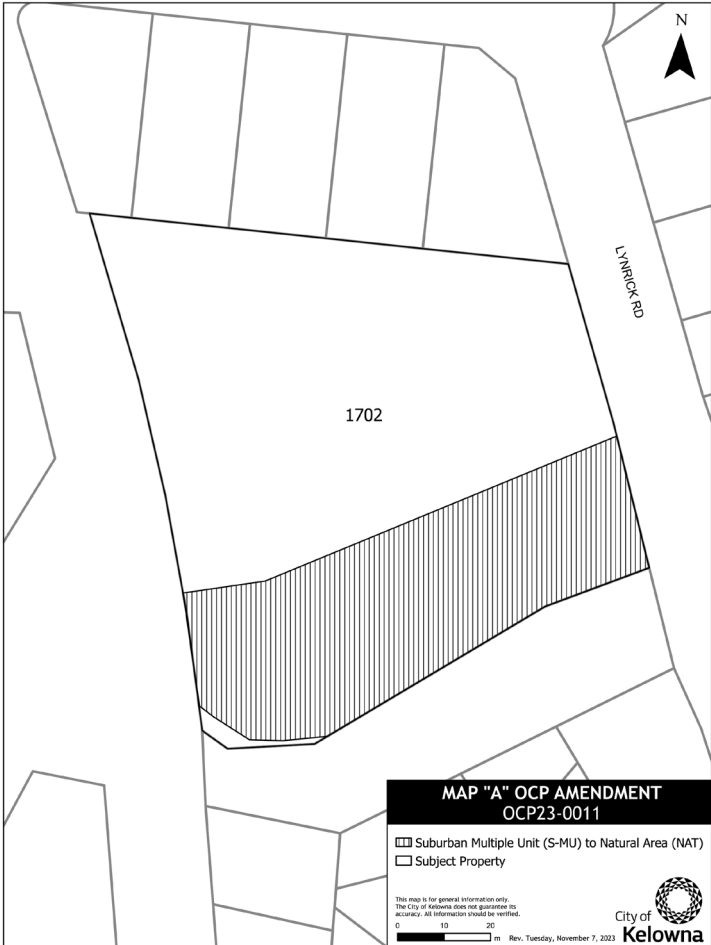 N
LYNRICK RD
1702
MAP "A" OCP AMENDMENT
OCP23-0011
Suburban Multiple Unit (S-MU) to Natural Area (NAT)
Subject Property
This map is for general information only.
The City of Kelowna does not guarantee its
accuracy. All information should be verified.
0 10 20
m Rev. Tuesday, November 7, 2023
City of
Kelowna